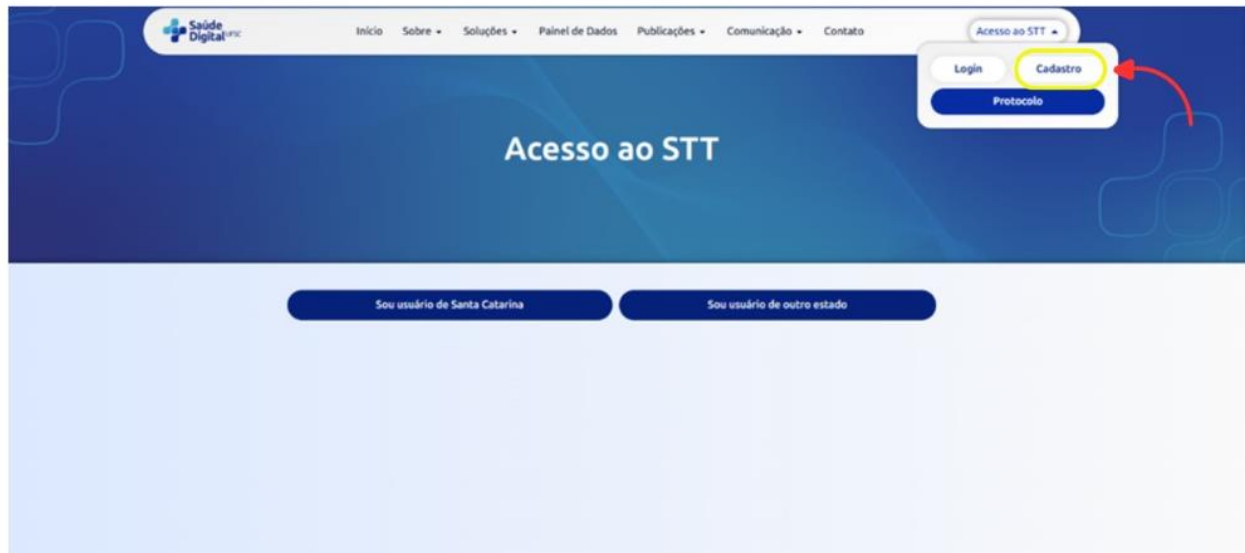 Saúde
Digital UFSC
Início Sobre Soluções Painel de Dados Publicações Comunicação Contato Acesso ao STT
Login Cadastro
Protocolo
Acesso ao STT
Sou usuário de Santa Catarina Sou usuário de outro estado